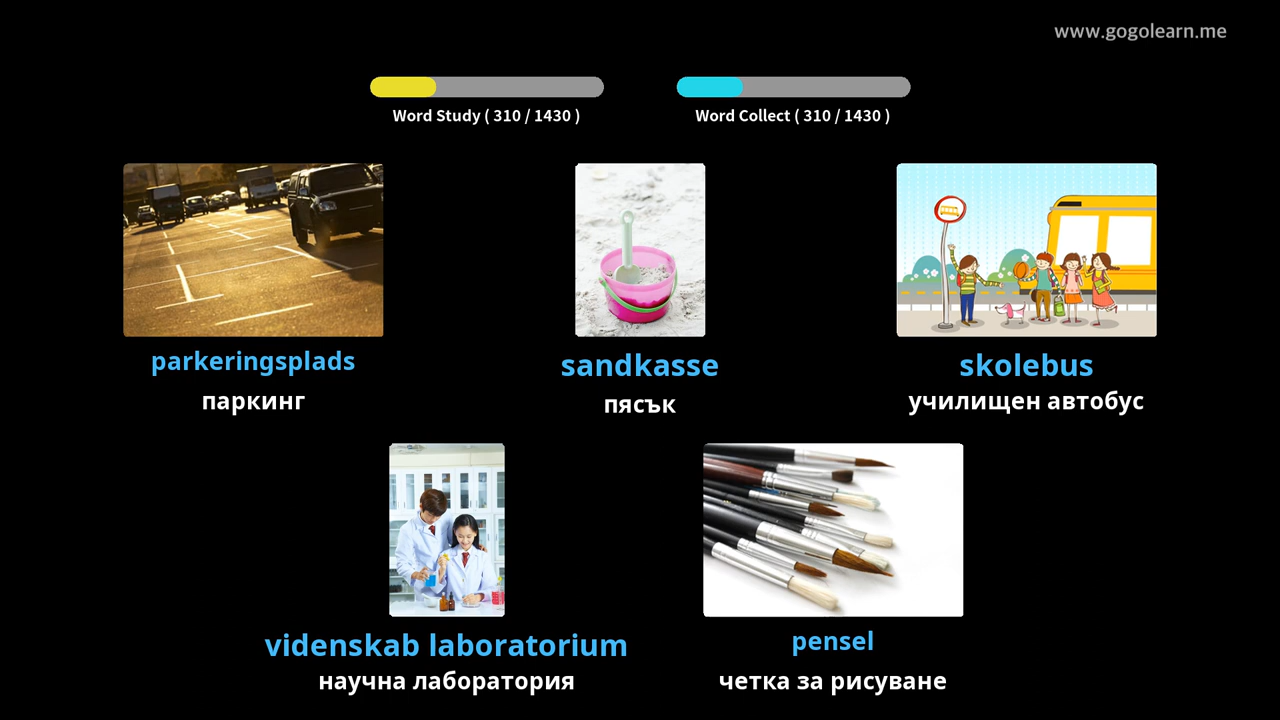 www.gogolearn.me
Word Study ( 310 / 1430 )
Word Collect ( 310 / 1430 )
parkeringsplads
паркинг
sandkasse
пясък
skolebus
училищен автобус
videnskab laboratorium
научна лаборатория
pensel
четка за рисуване